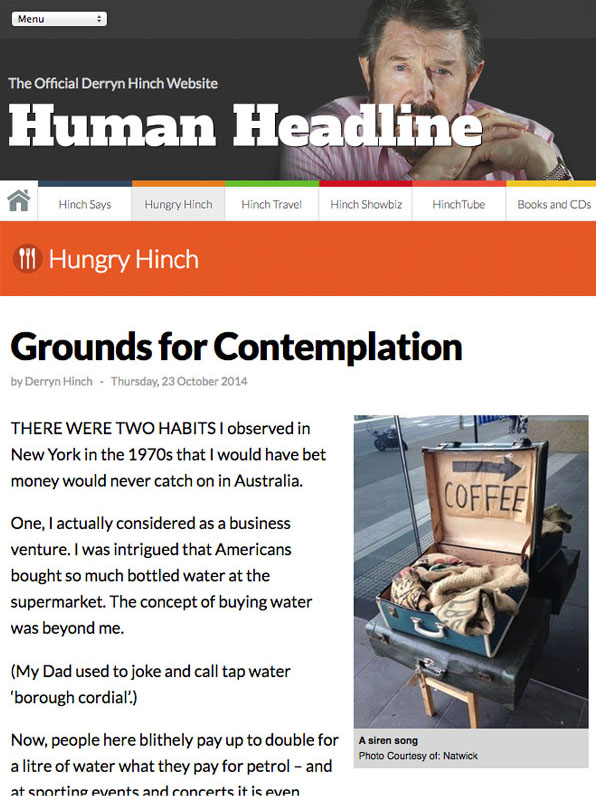 Menu
The Official Derryn Hinch Website
Human Headline
Hinch Says
Hungry Hinch
Hinch Travel
Hinch Showbiz
HinchTube
Books and CDs
Hungry Hinch
Grounds for Contemplation
by Derryn Hinch - Thursday, 23 October 2014
THERE WERE TWO HABITS I observed in
New York in the 1970s that I would have bet
money would never catch on in Australia.
One, I actually considered as a business
venture. I was intrigued that Americans
bought so much bottled water at the
supermarket. The concept of buying water
was beyond me.
(My Dad used to joke and call tap water
‘borough cordial’.)
Now, people here blithely pay up to double for
a litre of water what they pay for petrol – and
at sporting events and concerts it is even
COFFEE
A siren song
Photo Courtesy of: Natwick